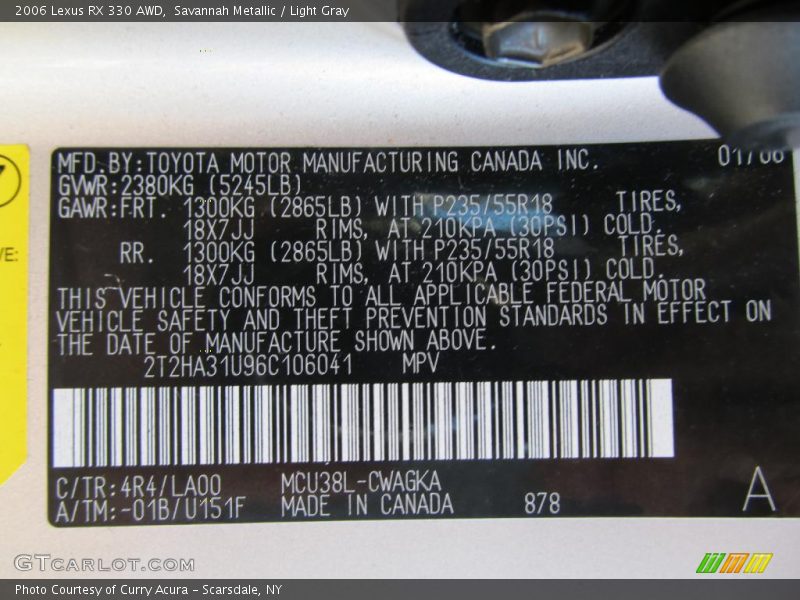 2006 Lexus RX 330 AWD, Savannah Metallic / Light Gray
MFD.BY:TOYOTA MOTOR MANUFACTURING CANADA INC. 01/06
GVWR:2380KG (5245LB)
GAWR:FRT. 1300KG (2865LB) WITH P235/55R18 TIRES,
18X7JJ RIMS, AT 210KPA (30PSI) COLD.
RR. 1300KG (2865LB) WITH P235/55R18 TIRES,
18X7JJ RIMS, AT 210KPA (30PSI) COLD.
THIS VEHICLE CONFORMS TO ALL APPLICABLE FEDERAL MOTOR
VEHICLE SAFETY AND THEFT PREVENTION STANDARDS IN EFFECT ON
THE DATE OF MANUFACTURE SHOWN ABOVE.
2T2HA31U96C106041 MPV
C/TR:4R4/LA00 MCU38L-CWAGKA
A/TM:-01B/U151F MADE IN CANADA 878 A
GTCARLOT.COM
Photo Courtesy of Curry Acura - Scarsdale, NY